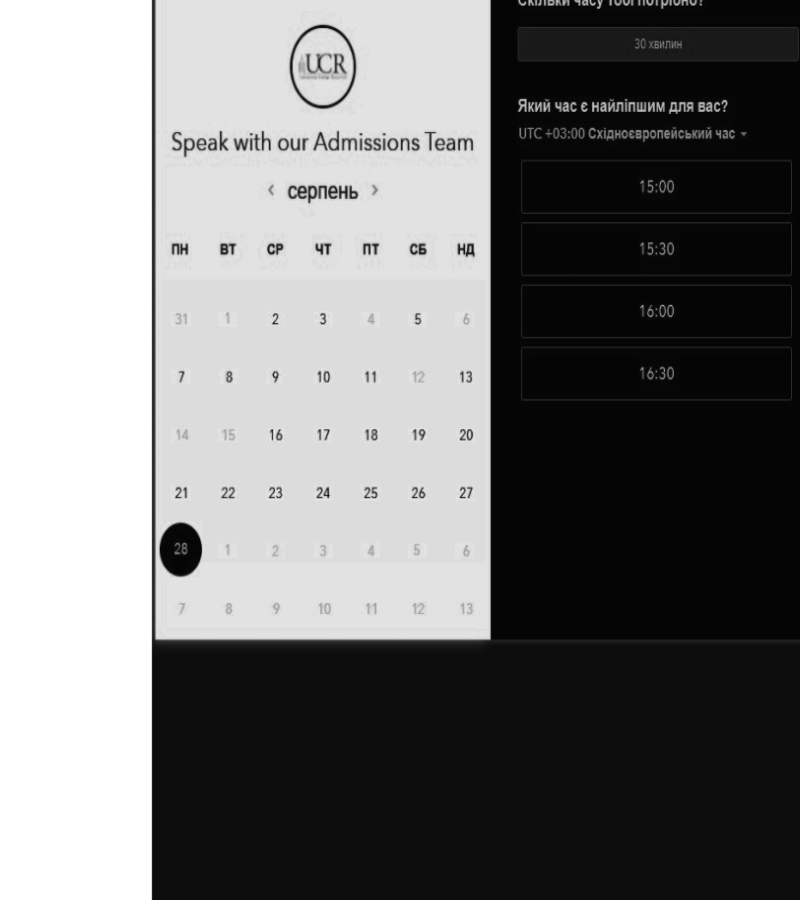 UCR
Speak with our Admissions Team
‹ серпень ›
ПН ВТ СР ЧТ ПТ СБ НД
31 1 2 3 4 5 6
7 8 9 10 11 12 13
14 15 16 17 18 19 20
21 22 23 24 25 26 27
28 1 2 3 4 5 6
7 8 9 10 11 12 13
Скільки часу тобі потрібно?
30 хвилин
Який час є найліпшим для вас?
UTC +03:00 Східноєвропейський час
15:00
15:30
16:00
16:30